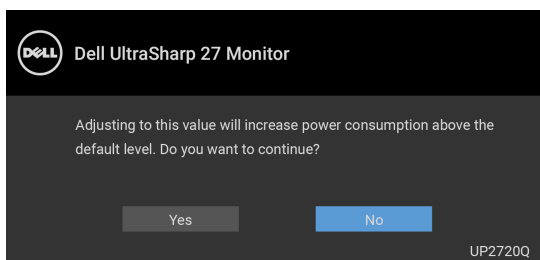 DELL
Dell UltraSharp 27 Monitor
Adjusting to this value will increase power consumption above the
default level. Do you want to continue?
Yes No
UP2720Q